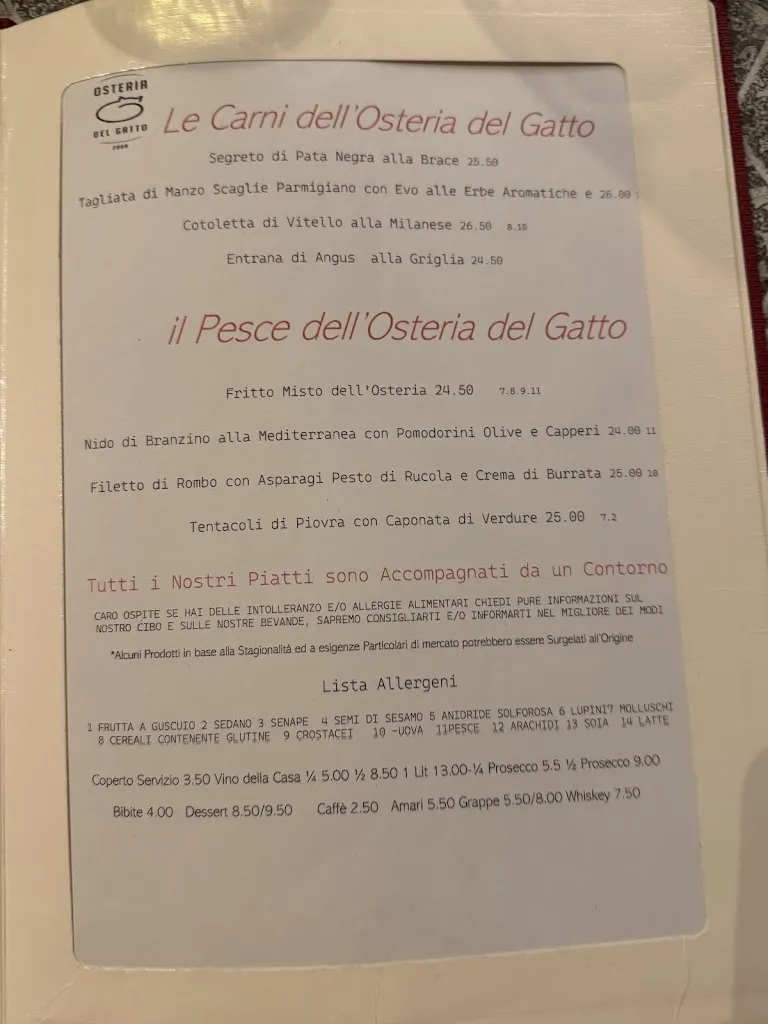 OSTERIA
DEL GATTO
Le Carni dell'Osteria del Gatto
Segreto di Pata Negra alla Brace 25.50
Tagliata di Manzo Scaglie Parmigiano con Evo alle Erbe Aromatiche e 26.00
Cotoletta di Vitello alla Milanese 26.50 8.10
Entrana di Angus alla Griglia 24.50
il Pesce dell'Osteria del Gatto
Fritto Misto dell'Osteria 24.50 7.8.9.11
Nido di Branzino alla Mediterranea con Pomodorini Olive e Capperi 24.00 11
Filetto di Rombo con Asparagi Pesto di Rucola e Crema di Burrata 25.00 10
Tentacoli di Piovra con Caponata di Verdure 25.00 7.2
Tutti i Nostri Piatti sono Accompagnati da un Contorno
CARO OSPITE SE HAI DELLE INTOLLERANZO E/O ALLERGIE ALIMENTARI CHIEDI PURE INFORMAZIONI SUL
NOSTRO CIBO E SULLE NOSTRE BEVANDE, SAPREMO CONSIGLIARTI E/O INFORMARTI NEL MIGLIORE DEI MODI
*Alcuni Prodotti in base alla Stagionalità ed a esigenze Particolari di mercato potrebbero essere Surgelati all'Origine
Lista Allergeni
1 FRUTTA A GUSCUIO 2 SEDANO 3 SENAPE 4 SEMI DI SESAMO 5 ANIDRIDE SOLFOROSA 6 LUPINI7 MOLLUSCHI
8 CEREALI CONTENENTE GLUTINE 9 CROSTACEI 10 -UOVA 11PESCE 12 ARACHIDI 13 SOIA 14 LATTE
Coperto Servizio 3.50 Vino della Casa ¼ 5.00 ½ 8.50 1 Lit 13.00-¼ Prosecco 5.5 ½ Prosecco 9.00
Bibite 4.00 Dessert 8.50/9.50 Caffè 2.50 Amari 5.50 Grappe 5.50/8.00 Whiskey 7.50